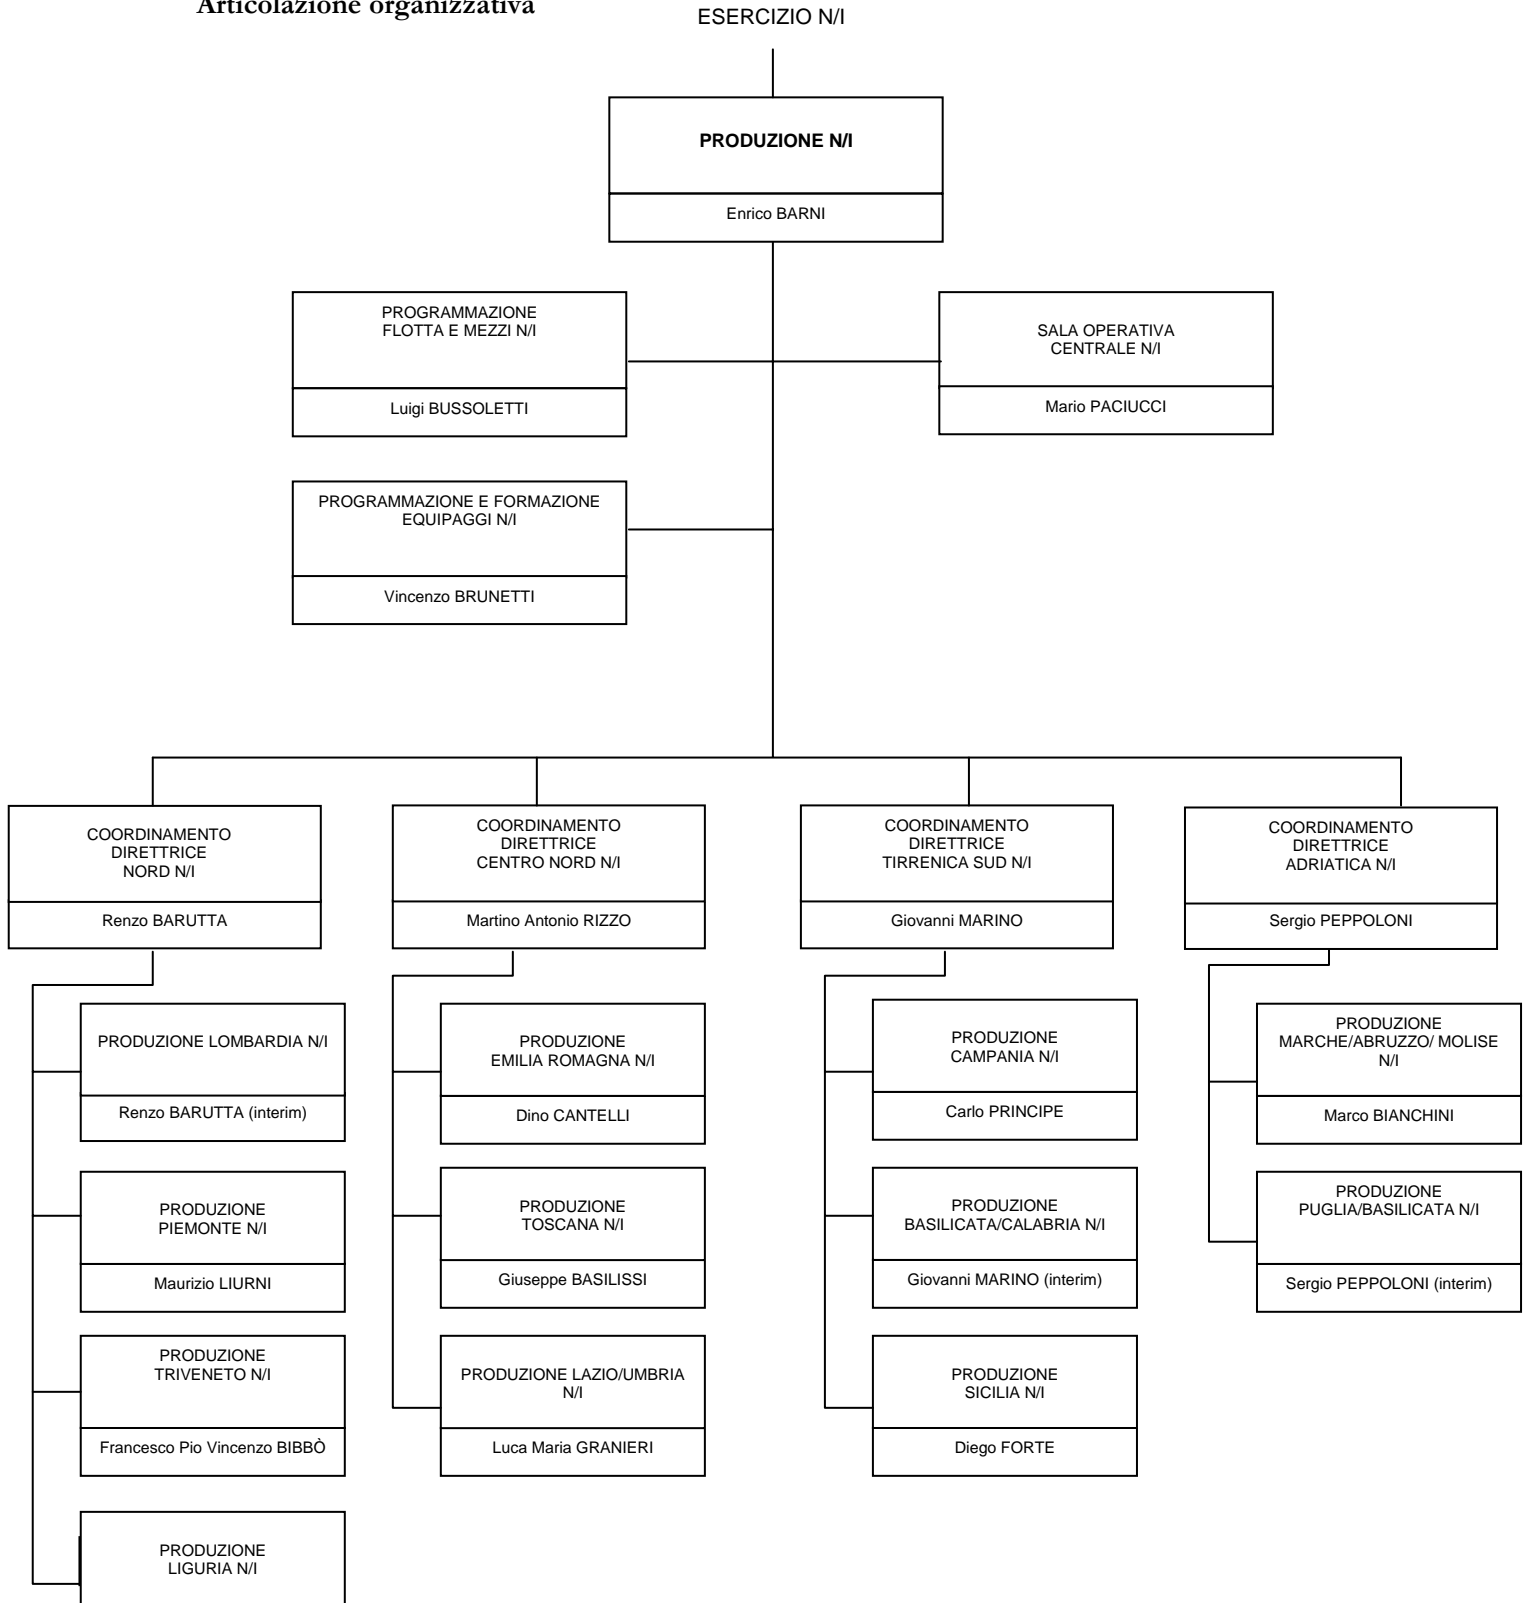 Articolazione organizzativa
ESERCIZIO N/I
PRODUZIONE N/I
Enrico BARNI
PROGRAMMAZIONE
FLOTTA E MEZZI N/I
Luigi BUSSOLETTI
SALA OPERATIVA
CENTRALE N/I
Mario PACIUCCI
PROGRAMMAZIONE E FORMAZIONE
EQUIPAGGI N/I
Vincenzo BRUNETTI
COORDINAMENTO
DIRETTRICE
NORD N/I
Renzo BARUTTA
COORDINAMENTO
DIRETTRICE
CENTRO NORD N/I
Martino Antonio RIZZO
COORDINAMENTO
DIRETTRICE
TIRRENICA SUD N/I
Giovanni MARINO
COORDINAMENTO
DIRETTRICE
ADRIATICA N/I
Sergio PEPPOLONI
PRODUZIONE LOMBARDIA N/I
Renzo BARUTTA (interim)
PRODUZIONE
PIEMONTE N/I
Maurizio LIURNI
PRODUZIONE
TRIVENETO N/I
Francesco Pio Vincenzo BIBBÒ
PRODUZIONE
LIGURIA N/I
PRODUZIONE
EMILIA ROMAGNA N/I
Dino CANTELLI
PRODUZIONE
TOSCANA N/I
Giuseppe BASILISSI
PRODUZIONE LAZIO/UMBRIA
N/I
Luca Maria GRANIERI
PRODUZIONE
CAMPANIA N/I
Carlo PRINCIPE
PRODUZIONE
BASILICATA/CALABRIA N/I
Giovanni MARINO (interim)
PRODUZIONE
SICILIA N/I
Diego FORTE
PRODUZIONE
MARCHE/ABRUZZO/ MOLISE
N/I
Marco BIANCHINI
PRODUZIONE
PUGLIA/BASILICATA N/I
Sergio PEPPOLONI (interim)